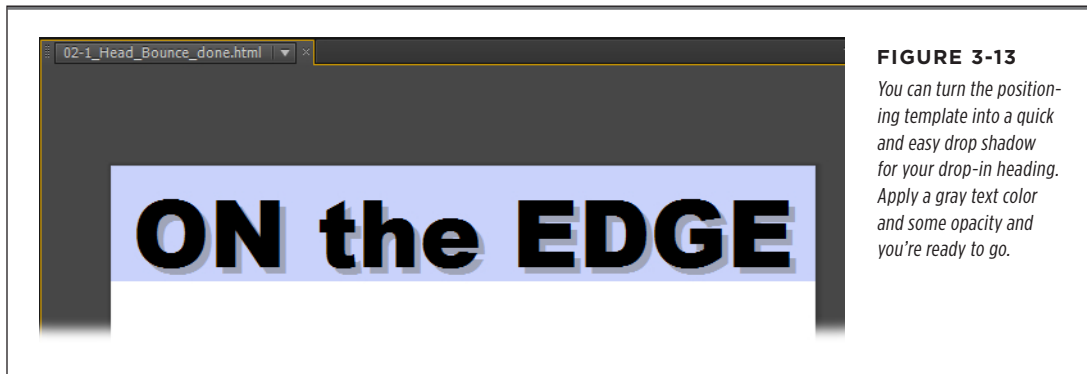 02-1_Head_Bounce_done.html
ON the EDGE
FIGURE 3-13
You can turn the position-
ing template into a quick
and easy drop shadow
for your drop-in heading.
Apply a gray text color
and some opacity and
you're ready to go.